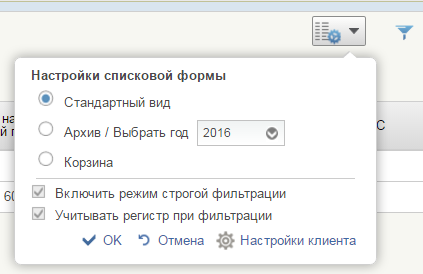 Настройки списковой формы
Стандартный вид
Архив / Выбрать год 2016
Корзина
Включить режим строгой фильтрации
Учитывать регистр при фильтрации
OK Отмена Настройки клиента